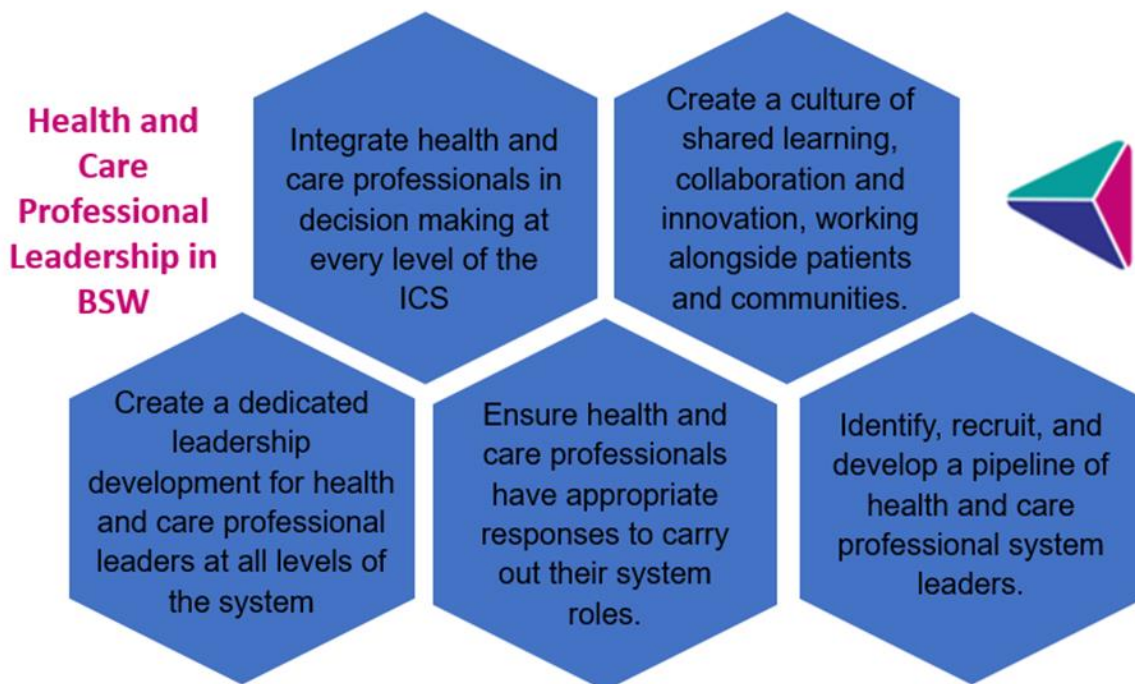 Health and
Care
Professional
Leadership in
BSW
Integrate health and
care professionals in
decision making at
every level of the
ICS
Create a culture of
shared learning,
collaboration and
innovation, working
alongside patients
and communities.
Create a dedicated
leadership
development for health
and care professional
leaders at all levels of
the system
Ensure health and
care professionals
have appropriate
responses to carry
out their system
roles.
Identify, recruit, and
develop a pipeline of
health and care
professional system
leaders.